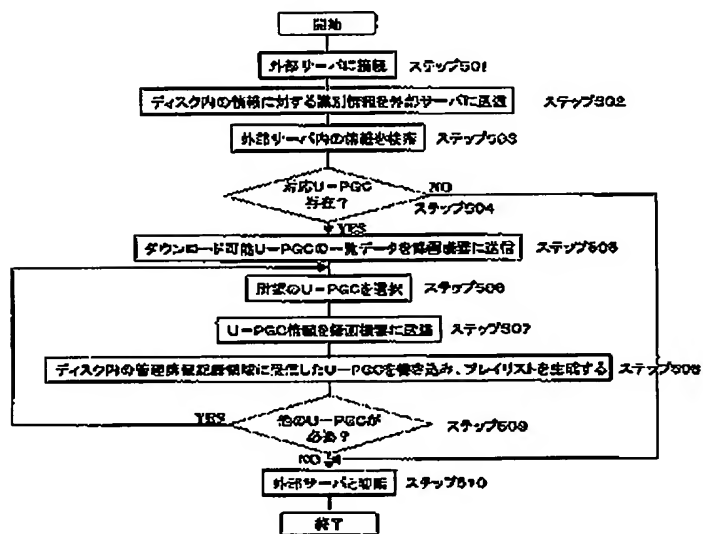 開始
外部サーバに接続 ステップ501
ディスク内の情報に対する識別情報を外部サーバに伝送 ステップ502
外部サーバ内の情報を検索 ステップ503
対応U-PGC
存在？
NO
ステップ504
YES
ダウンロード可能U-PGCの一覧データを録画機器に送信 ステップ505
所望のU-PGCを選択 ステップ506
U-PGC情報を録画機器に伝送 ステップ507
ディスク内の管理情報記録領域に受信したU-PGCを書き込み、プレイリストを生成する ステップ508
YES
他のU-PGCが
必要？
ステップ509
NO
外部サーバと切断 ステップ510
終了